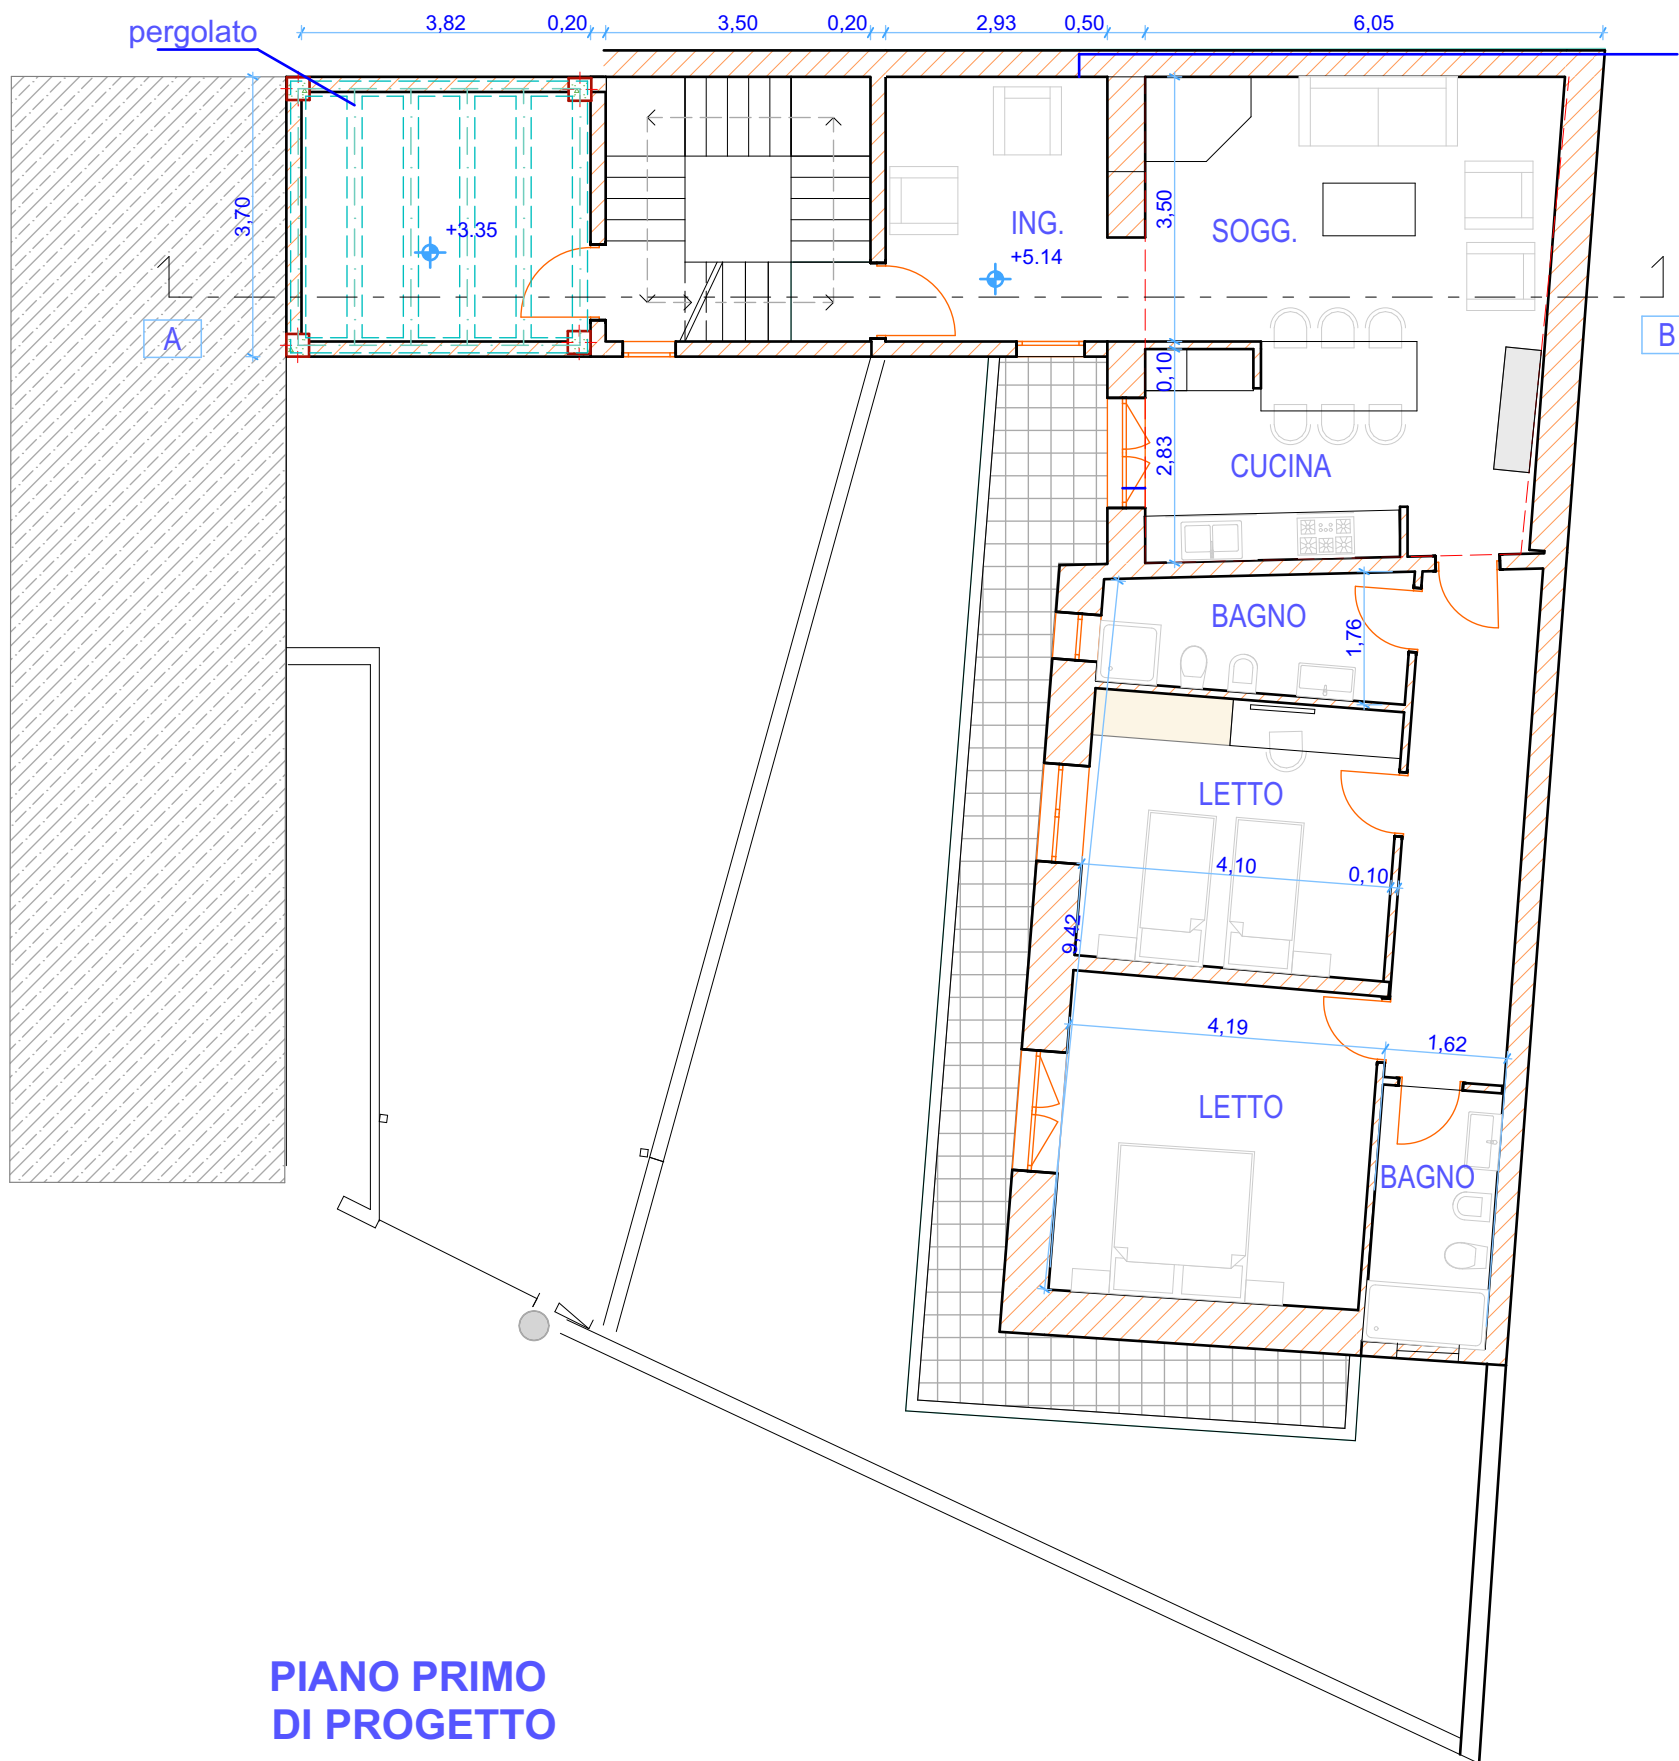 3,82
0,20
3,50
0,20
2,93
0,50
6,05
pergolato
3,70
+3.35
ING.
+5.14
3,50
SOGG.
A
B
0,10
2,83
CUCINA
BAGNO
1,76
LETTO
4,10
0,10
9,42
4,19
1,62
LETTO
BAGNO
PIANO PRIMO
DI PROGETTO